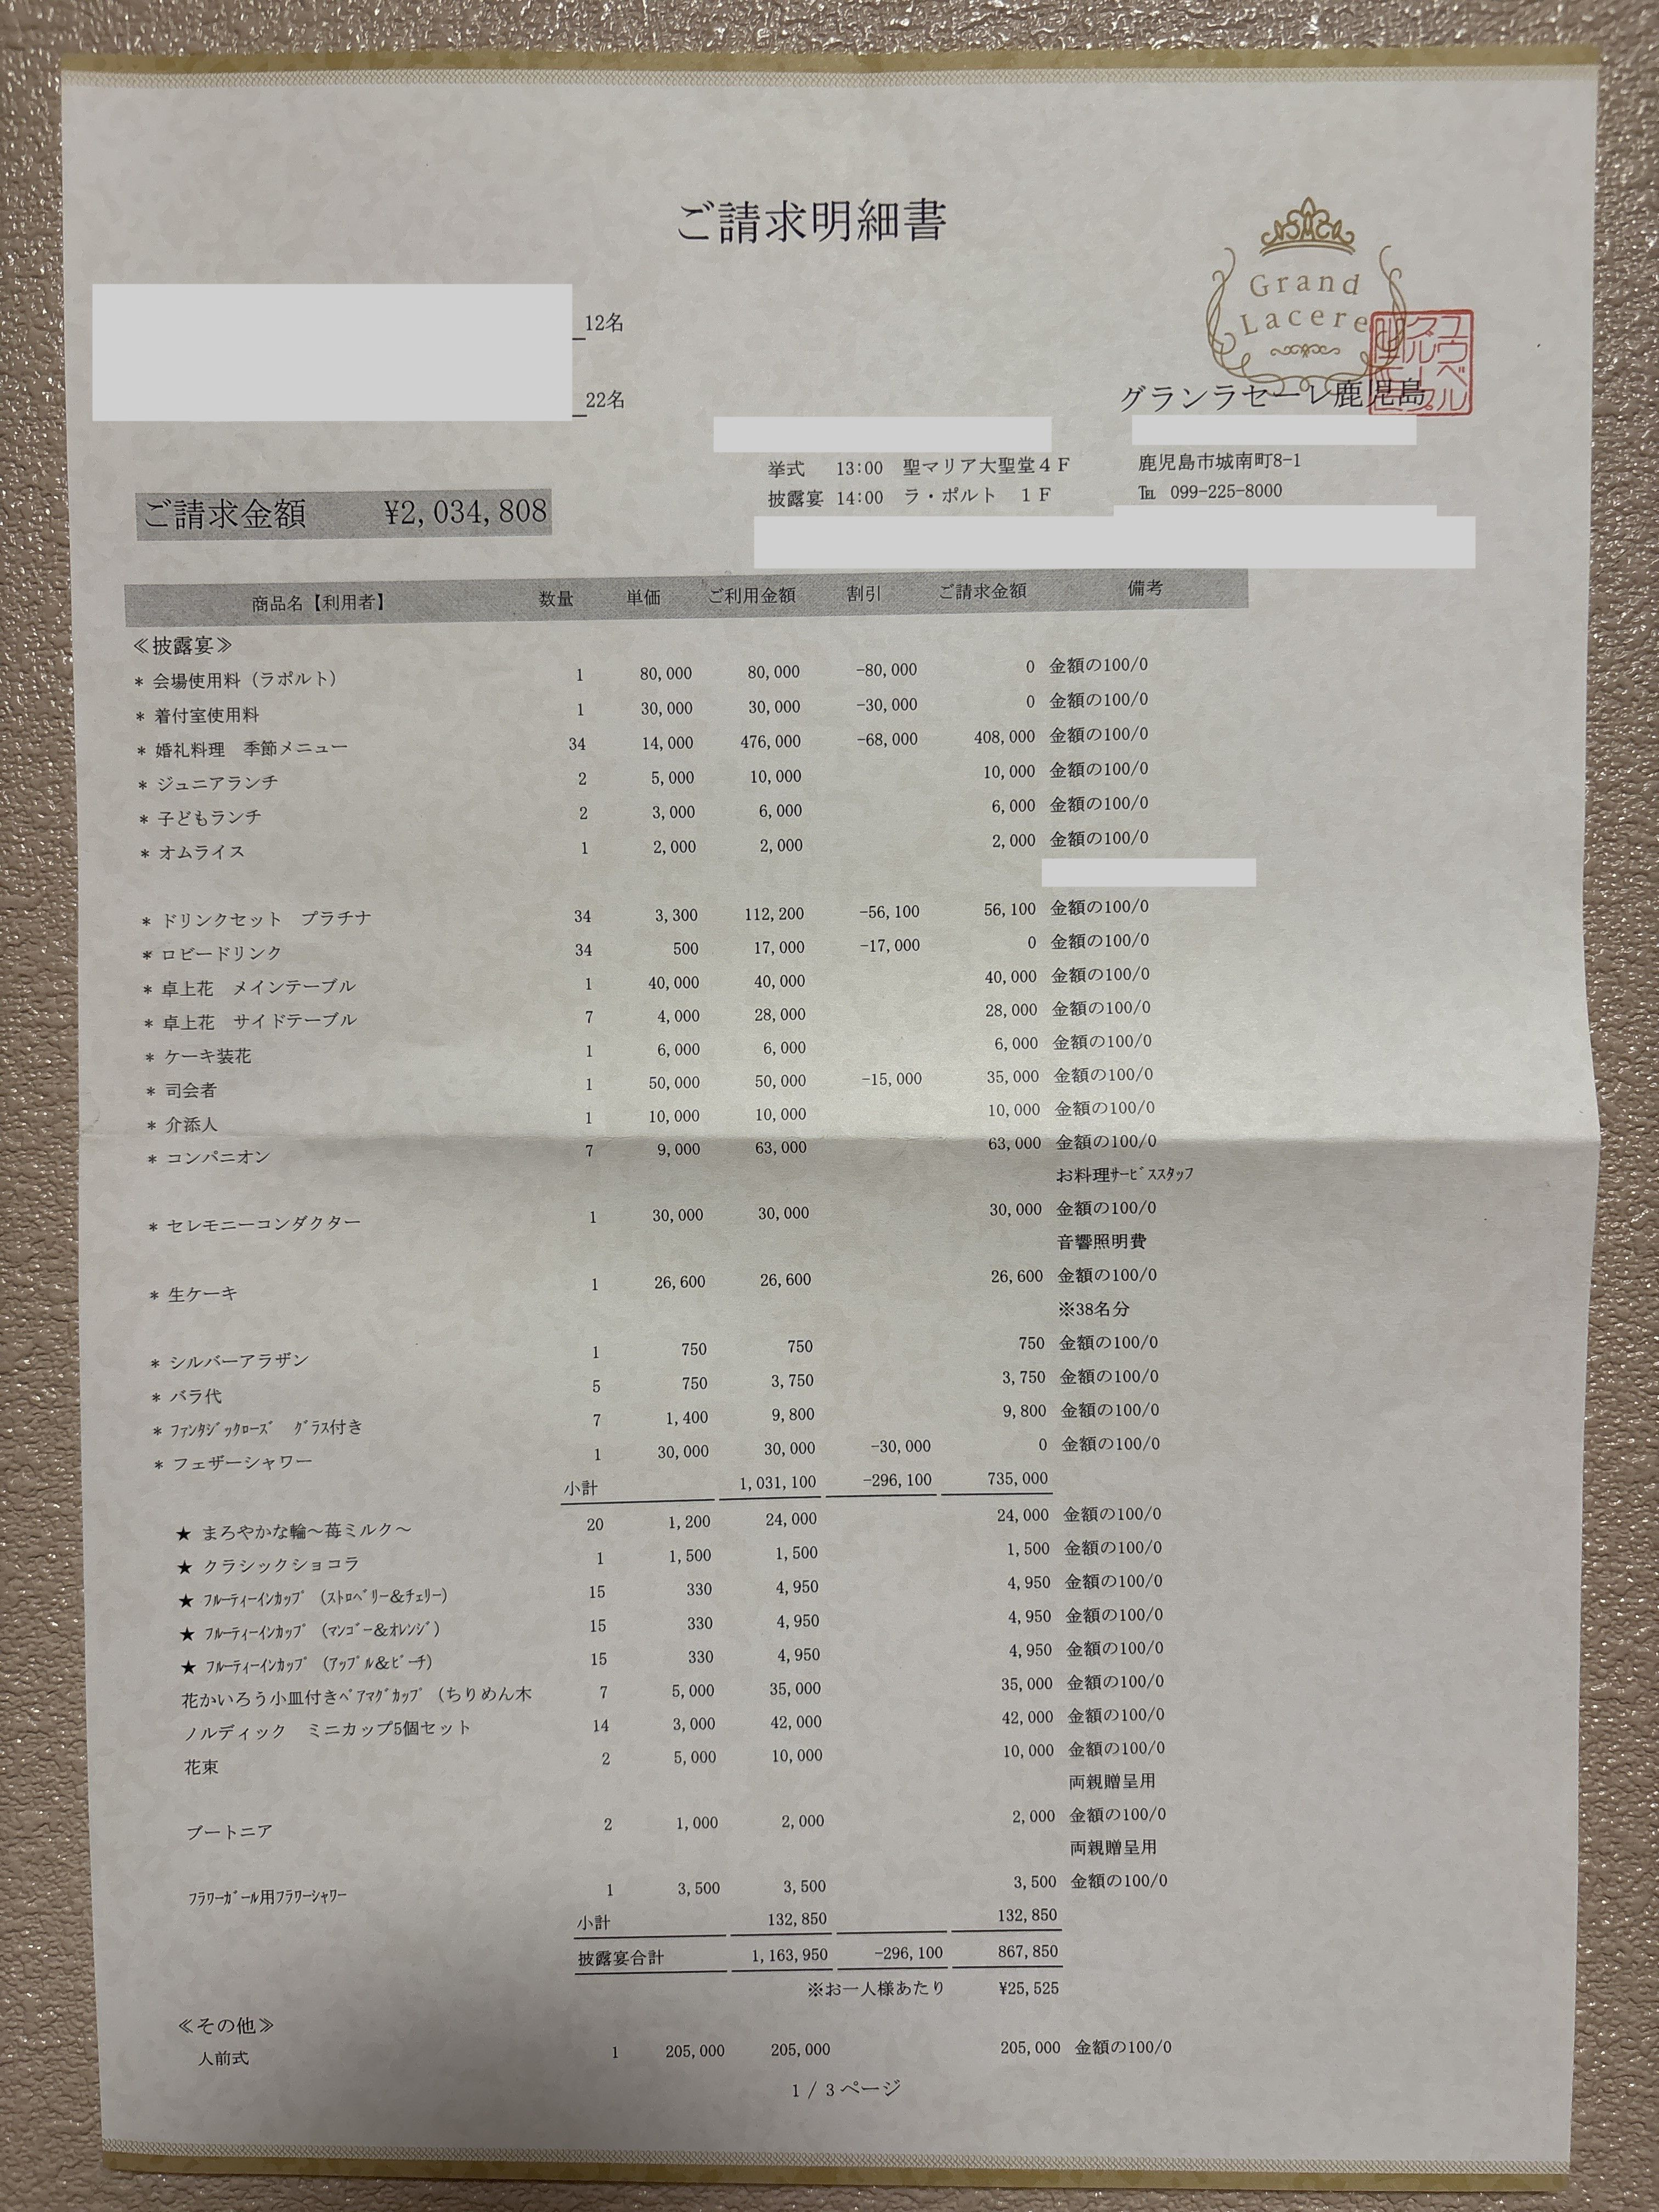 ご請求明細書
Grand
Lacere
12名
22名
グランラセーレ鹿児島
挙式 13:00 聖マリア大聖堂4F
鹿児島市城南町8-1
披露宴 14:00 ラ・ポルト 1F
℡ 099-225-8000
ご請求金額 ¥2,034,808
商品名【利用者】 数量 単価 ご利用金額 割引 ご請求金額 備考
≪披露宴≫
* 会場使用料(ラポルト) 1 80,000 80,000 -80,000 0 金額の100/0
* 着付室使用料 1 30,000 30,000 -30,000 0 金額の100/0
* 婚礼料理 季節メニュー 34 14,000 476,000 -68,000 408,000 金額の100/0
* ジュニアランチ 2 5,000 10,000 10,000 金額の100/0
* 子どもランチ 2 3,000 6,000 6,000 金額の100/0
* オムライス 1 2,000 2,000 2,000 金額の100/0
* ドリンクセット プラチナ 34 3,300 112,200 -56,100 56,100 金額の100/0
* ロビードリンク 34 500 17,000 -17,000 0 金額の100/0
* 卓上花 メインテーブル 1 40,000 40,000 40,000 金額の100/0
* 卓上花 サイドテーブル 7 4,000 28,000 28,000 金額の100/0
* ケーキ装花 1 6,000 6,000 6,000 金額の100/0
* 司会者 1 50,000 50,000 -15,000 35,000 金額の100/0
* 介添人 1 10,000 10,000 10,000 金額の100/0
* コンパニオン 7 9,000 63,000 63,000 金額の100/0
お料理ｻｰﾋﾞｽｽﾀｯﾌ
* セレモニーコンダクター 1 30,000 30,000 30,000 金額の100/0
音響照明費
* 生ケーキ 1 26,600 26,600 26,600 金額の100/0
※38名分
* シルバーアラザン 1 750 750 750 金額の100/0
* バラ代 5 750 3,750 3,750 金額の100/0
* ﾌｧﾝﾀｼﾞｯｸﾛｰｽﾞ ｸﾞﾗｽ付き 7 1,400 9,800 9,800 金額の100/0
* フェザーシャワー 1 30,000 30,000 -30,000 0 金額の100/0
小計 1,031,100 -296,100 735,000
★ まろやかな輪～苺ミルク～ 20 1,200 24,000 24,000 金額の100/0
★ クラシックショコラ 1 1,500 1,500 1,500 金額の100/0
★ ﾌﾙｰﾃｨｰｲﾝｶｯﾌﾟ (ｽﾄﾛﾍﾞﾘｰ&ﾁｪﾘｰ) 15 330 4,950 4,950 金額の100/0
★ ﾌﾙｰﾃｨｰｲﾝｶｯﾌﾟ (ﾏﾝｺﾞｰ&ｵﾚﾝｼﾞ) 15 330 4,950 4,950 金額の100/0
★ ﾌﾙｰﾃｨｰｲﾝｶｯﾌﾟ (ｱｯﾌﾟﾙ&ﾋﾟｰﾁ) 15 330 4,950 4,950 金額の100/0
花かいろう小皿付きﾍﾟｱﾏｸﾞｶｯﾌﾟ (ちりめん木 7 5,000 35,000 35,000 金額の100/0
ノルディック ミニカップ5個セット 14 3,000 42,000 42,000 金額の100/0
花束 2 5,000 10,000 10,000 金額の100/0
両親贈呈用
ブートニア 2 1,000 2,000 2,000 金額の100/0
両親贈呈用
ﾌﾗﾜｰｶﾞｰﾙ用ﾌﾗﾜｰｼｬﾜｰ 1 3,500 3,500 3,500 金額の100/0
小計 132,850 132,850
披露宴合計 1,163,950 -296,100 867,850
※お一人様あたり ¥25,525
≪その他≫
人前式 1 205,000 205,000 205,000 金額の100/0
1 / 3 ページ